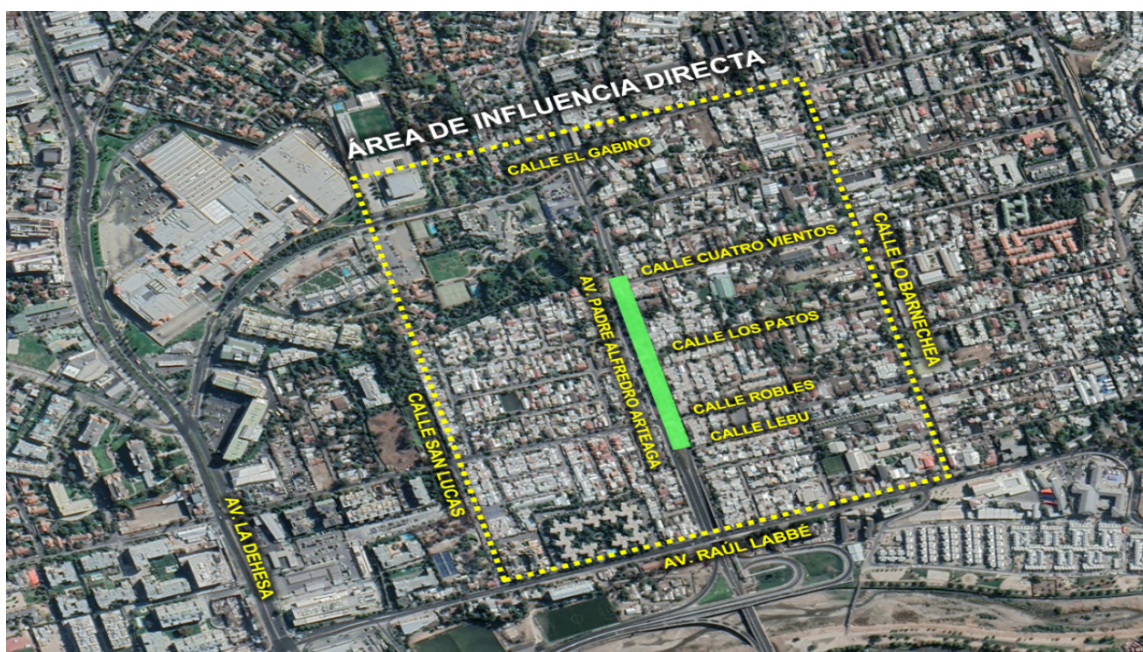 ÁREA DE INFLUENCIA DIRECTA
CALLE EL GABINO
CALLE CUATRO VIENTOS
CALLE LO BARNECHEA
AV. PADRE ALFREDRO ARTEAGA
CALLE LOS PATOS
CALLE ROBLES
CALLE LEBU
CALLE SAN LUCAS
AV. LA DEHESA
AV. RAÚL LABBÉ